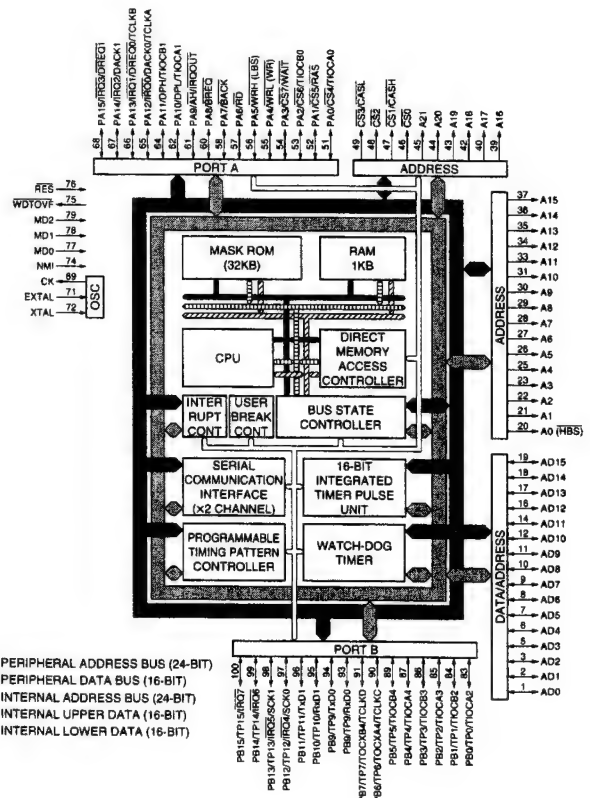 PA15/IRQ3/DREQ1
PA14/IRQ2/DACK1
PA13/IRQ1/DREQ0/TCLKB
PA12/IRQ0/DACK0/TCLKA
PA11/DPH/TIOCB1
PA10/DPL/TIOCA1
PA9/AH/IRQOUT
PA8/BREQ
PA7/BACK
PA6/RD
PA5/WRH (LBS)
PA4/WRL (WR)
PA3/CS7/WAIT
PA2/CS6/TIOCB0
PA1/CS5/RAS
PA0/CS4/TIOCA0
CS3/CASL
CS2
CS1/CASH
CS0
A21
A20
A19
A18
A17
A16
68 67 66 65 64 62 61 60 58 57 56 55 54 53 52 51
49 48 47 46 45 44 43 42 40 39
PORT A
ADDRESS
RES 76
WDTOVF 75
MD2 79
MD1 78
MD0 77
NMI 74
CK 69
EXTAL 71
XTAL 72
OSC
MASK ROM
(32KB)
RAM
1KB
CPU
DIRECT
MEMORY
ACCESS
CONTROLLER
INTER
RUPT
CONT
USER
BREAK
CONT
BUS STATE
CONTROLLER
SERIAL
COMMUNICATION
INTERFACE
(×2 CHANNEL)
16-BIT
INTEGRATED
TIMER PULSE
UNIT
PROGRAMMABLE
TIMING PATTERN
CONTROLLER
WATCH-DOG
TIMER
ADDRESS
37 A15
36 A14
35 A13
34 A12
33 A11
31 A10
30 A9
29 A8
28 A7
27 A6
26 A5
25 A4
23 A3
22 A2
21 A1
20 A0 (HBS)
DATA/ADDRESS
19 AD15
18 AD14
17 AD13
16 AD12
14 AD11
12 AD10
11 AD9
10 AD8
9 AD7
8 AD6
7 AD5
6 AD4
5 AD3
3 AD2
2 AD1
1 AD0
PORT B
100 99 98 97 96 95 94 93 91 90 89 87 86 85 84 83
PB15/TP15/IRQ7
PB14/TP14/IRQ6
PB13/TP13/IRQ5/SCK1
PB12/TP12/IRQ4/SCK0
PB11/TP11/TxD1
PB10/TP10/RxD1
PB9/TP9/TxD0
PB9/TP9/RxD0
PB7/TP7/TIOCXB4/TCLKD
PB6/TP6/TIOCXA4/TCLKC
PB5/TP5/TIOCB4
PB4/TP4/TIOCA4
PB3/TP3/TIOCB3
PB2/TP2/TIOCA3
PB1/TP1/TIOCB2
PB0/TP0/TIOCA2
PERIPHERAL ADDRESS BUS (24-BIT)
PERIPHERAL DATA BUS (16-BIT)
INTERNAL ADDRESS BUS (24-BIT)
INTERNAL UPPER DATA (16-BIT)
INTERNAL LOWER DATA (16-BIT)